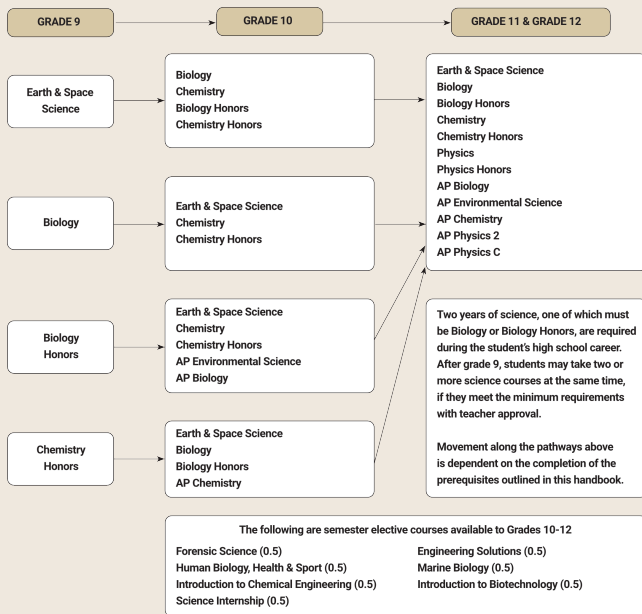 GRADE 9
GRADE 10
GRADE 11 & GRADE 12
Earth & Space
Science
Biology
Chemistry
Biology Honors
Chemistry Honors
Earth & Space Science
Biology
Biology Honors
Chemistry
Chemistry Honors
Physics
Physics Honors
AP Biology
AP Environmental Science
AP Chemistry
AP Physics 2
AP Physics C
Biology
Earth & Space Science
Chemistry
Chemistry Honors
Biology
Honors
Earth & Space Science
Chemistry
Chemistry Honors
AP Environmental Science
AP Biology
Chemistry
Honors
Earth & Space Science
Biology
Biology Honors
AP Chemistry
Two years of science, one of which must
be Biology or Biology Honors, are required
during the student's high school career.
After grade 9, students may take two or
more science courses at the same time,
if they meet the minimum requirements
with teacher approval.
Movement along the pathways above
is dependent on the completion of the
prerequisites outlined in this handbook.
The following are semester elective courses available to Grades 10-12
Forensic Science (0.5)
Human Biology, Health & Sport (0.5)
Introduction to Chemical Engineering (0.5)
Science Internship (0.5)
Engineering Solutions (0.5)
Marine Biology (0.5)
Introduction to Biotechnology (0.5)